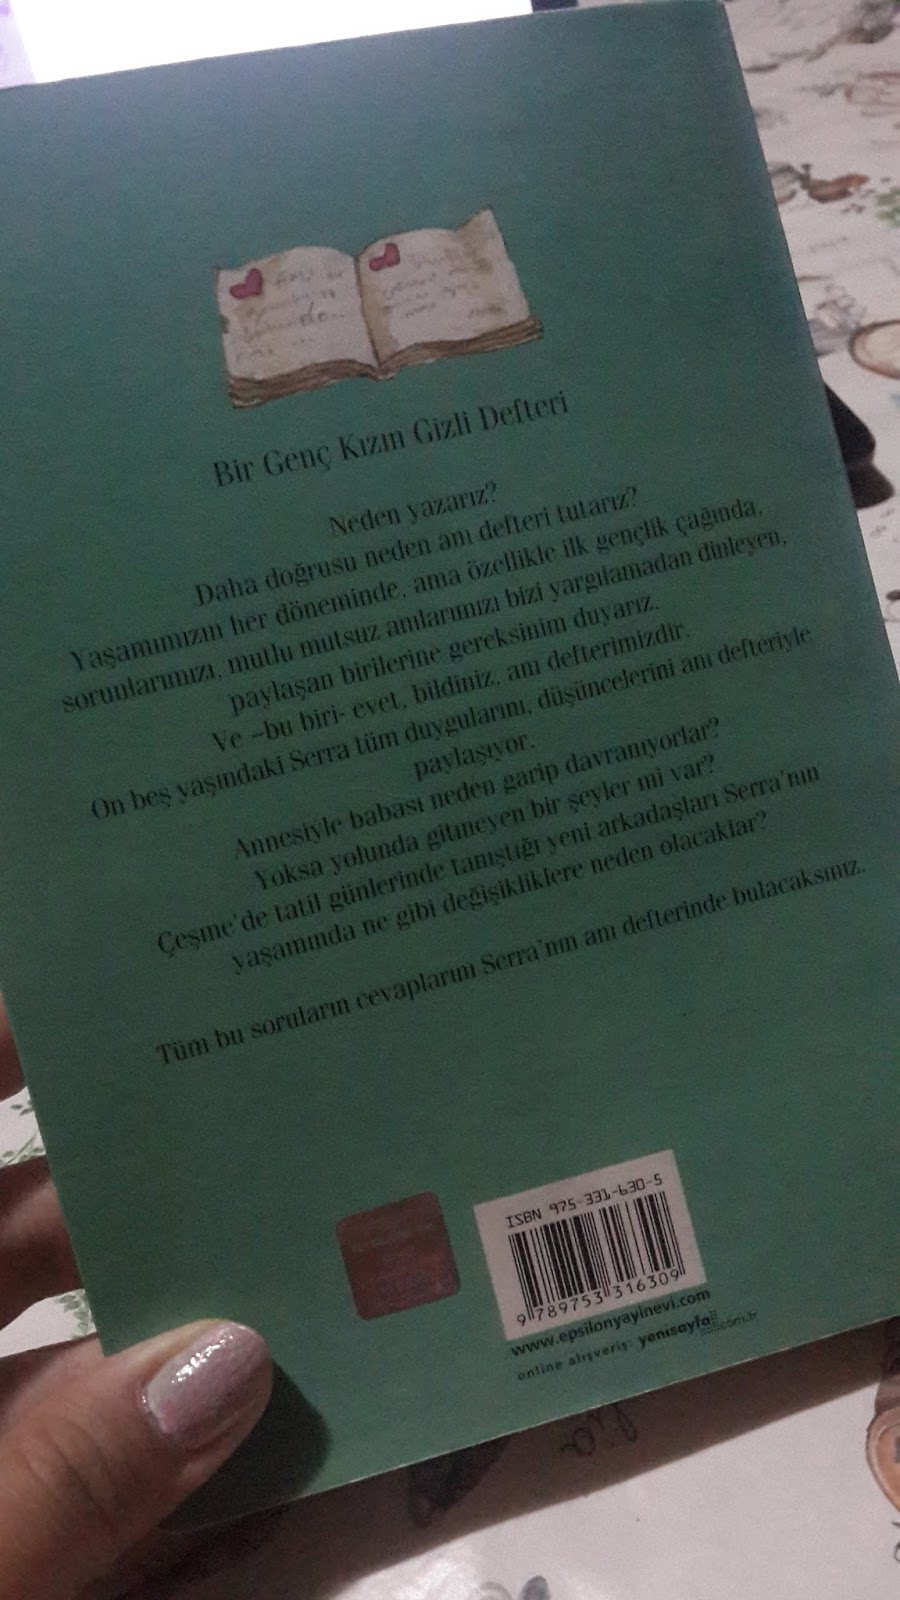 Bir Genç Kızın Gizli Defteri
Neden yazarız?
Daha doğrusu neden anı defteri tutarız?
Yaşamımızın her döneminde, ama özellikle ilk gençlik çağında,
sorunlarımızı, mutlu mutsuz anılarımızı bizi yargılamadan dinleyen,
paylaşan birilerine gereksinim duyarız.
Ve –bu biri- evet, bildiniz, anı defterimizdir.
On beş yaşındaki Serra tüm duygularını, düşüncelerini anı defteriyle
paylaşıyor.
Annesiyle babası neden garip davranıyorlar?
Yoksa yolunda gitmeyen bir şeyler mi var?
Çeşme'de tatil günlerinde tanıştığı yeni arkadaşları Serra'nın
yaşamında ne gibi değişikliklere neden olacaklar?
Tüm bu soruların cevaplarını Serra'nın anı defterinde bulacaksınız.
ISBN 975-331-630-5
9 789753 316309
www.epsilonyayinevi.com
online alışveriş: yenisayfa.com.tr